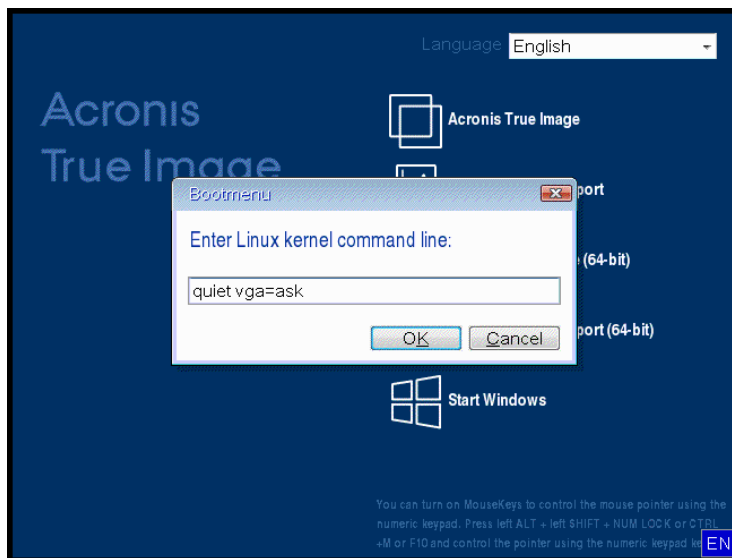 Language English
Acronis
True Image
Acronis True Image
port
Bootmenu
Enter Linux kernel command line:
(64-bit)
quiet vga=ask
OK Cancel
port (64-bit)
Start Windows
You can turn on MouseKeys to control the mouse pointer using the
numeric keypad. Press left ALT + left SHIFT + NUM LOCK or CTRL
+M or F10 and control the pointer using the numeric keypad
EN